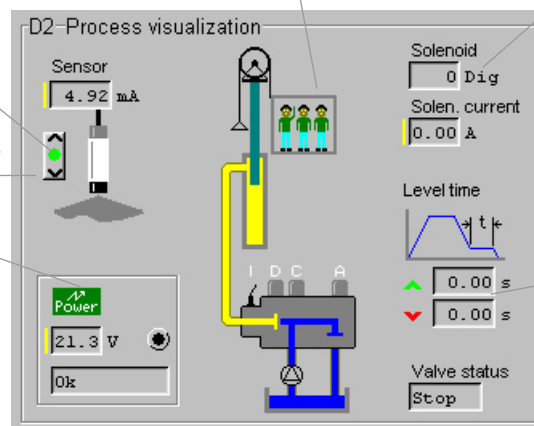 D2-Process visualization
Sensor
4.92 mA
Solenoid
0 Dig
Solen. current
0.00 A
Level time
t
0.00 s
0.00 s
I D C A
Power
21.3 V
Ok
Valve status
Stop